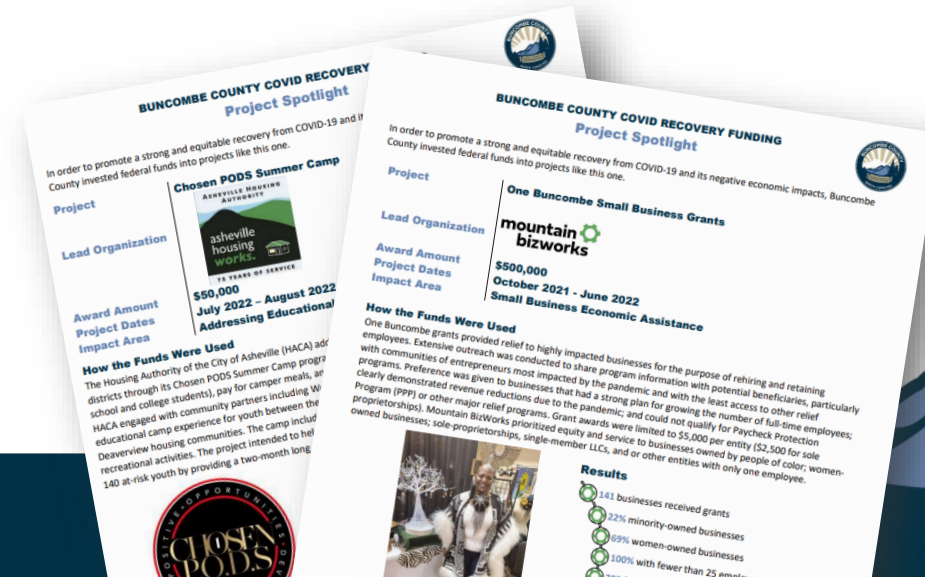 BUNCOMBE COUNTY COVID RECOVERY
Project Spotlight
In order to promote a strong and equitable recovery from COVID-19 and
County invested federal funds into projects like this one.
Project
Chosen PODS Summer Camp
Lead Organization
ASHEVILLE HOUSING
AUTHORITY
asheville
housing
works.
75 YEARS OF SERVICE
Award Amount
$50,000
Project Dates
July 2022 – August 2022
Impact Area
Addressing Educational
How the Funds Were Used
The Housing Authority of the City of Asheville (HACA)
districts through its Chosen PODS Summer Camp
school and college students), pay for camper meals,
HACA engaged with community partners including
educational camp experience for youth between the
Deaverview housing communities. The camp
recreational activities. The project intended to
140 at-risk youth by providing a two-month long
POSITIVE • OPPORTUNITIES
CHOSEN
P.O.D.S
BUNCOMBE COUNTY
BUNCOMBE COUNTY COVID RECOVERY FUNDING
Project Spotlight
BUNCOMBE COUNTY
In order to promote a strong and equitable recovery from COVID-19 and its negative economic impacts, Buncombe
County invested federal funds into projects like this one.
Project
One Buncombe Small Business Grants
Lead Organization
mountain
bizworks
Award Amount
$500,000
Project Dates
October 2021 - June 2022
Impact Area
Small Business Economic Assistance
How the Funds Were Used
One Buncombe grants provided relief to highly impacted businesses for the purpose of rehiring and retaining
employees. Extensive outreach was conducted to share program information with potential beneficiaries, particularly
with communities of entrepreneurs most impacted by the pandemic and with the least access to other relief
programs. Preference was given to businesses that had a strong plan for growing the number of full-time employees;
clearly demonstrated revenue reductions due to the pandemic; and could not qualify for Paycheck Protection
Program (PPP) or other major relief programs. Grant awards were limited to $5,000 per entity ($2,500 for sole
proprietorships). Mountain BizWorks prioritized equity and service to businesses owned by people of color; women-
owned businesses; sole-proprietorships, single-member LLCs, and or other entities with only one employee.
Results
141 businesses received grants
22% minority-owned businesses
69% women-owned businesses
100% with fewer than 25